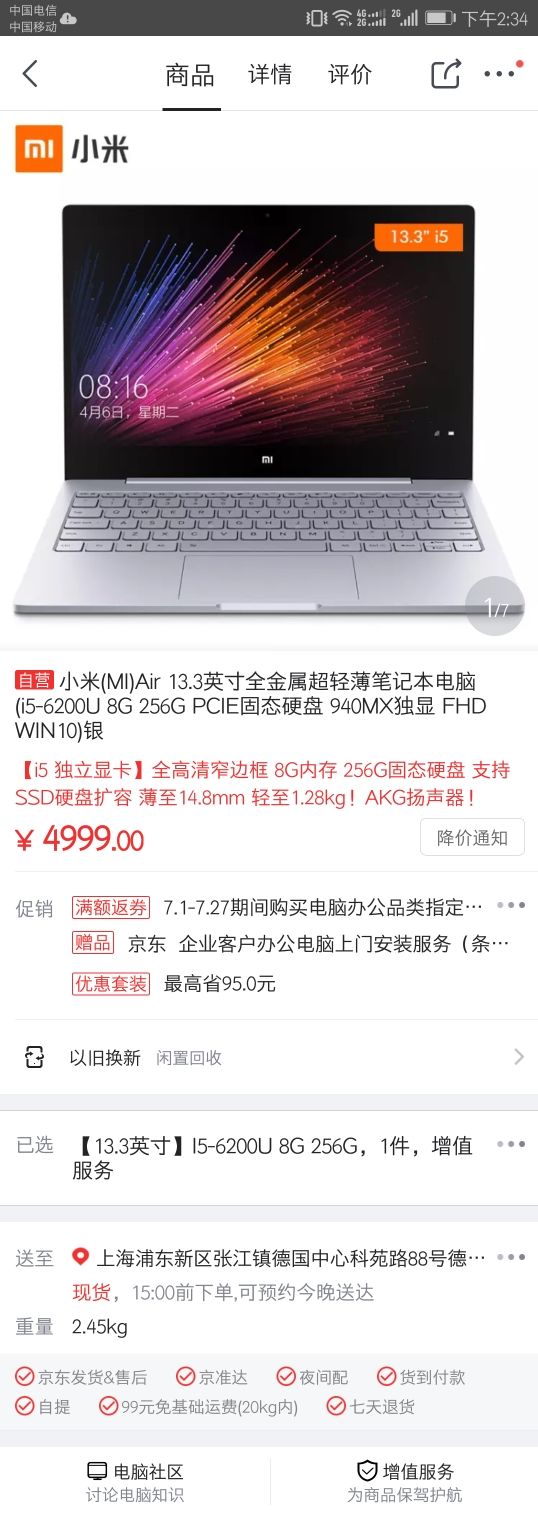 中国电信
中国移动
4G 2G 2G 下午2:34
商品 详情 评价
mi 小米
13.3” i5
08:16
4月6日，星期二
mi
1/7
自营 小米(MI)Air 13.3英寸全金属超轻薄笔记本电脑
(i5-6200U 8G 256G PCIE固态硬盘 940MX独显 FHD
WIN10)银
【i5 独立显卡】全高清窄边框 8G内存 256G固态硬盘 支持
SSD硬盘扩容 薄至14.8mm 轻至1.28kg！AKG扬声器！
¥ 4999.00 降价通知
促销 满额返券 7.1-7.27期间购买电脑办公品类指定…
赠品 京东 企业客户办公电脑上门安装服务（条…
优惠套装 最高省95.0元
以旧换新 闲置回收
已选 【13.3英寸】I5-6200U 8G 256G，1件，增值
服务
送至 上海浦东新区张江镇德国中心科苑路88号德…
现货，15:00前下单,可预约今晚送达
重量 2.45kg
京东发货&售后 京准达 夜间配 货到付款
自提 99元免基础运费(20kg内) 七天退货
电脑社区 增值服务
讨论电脑知识 为商品保驾护航